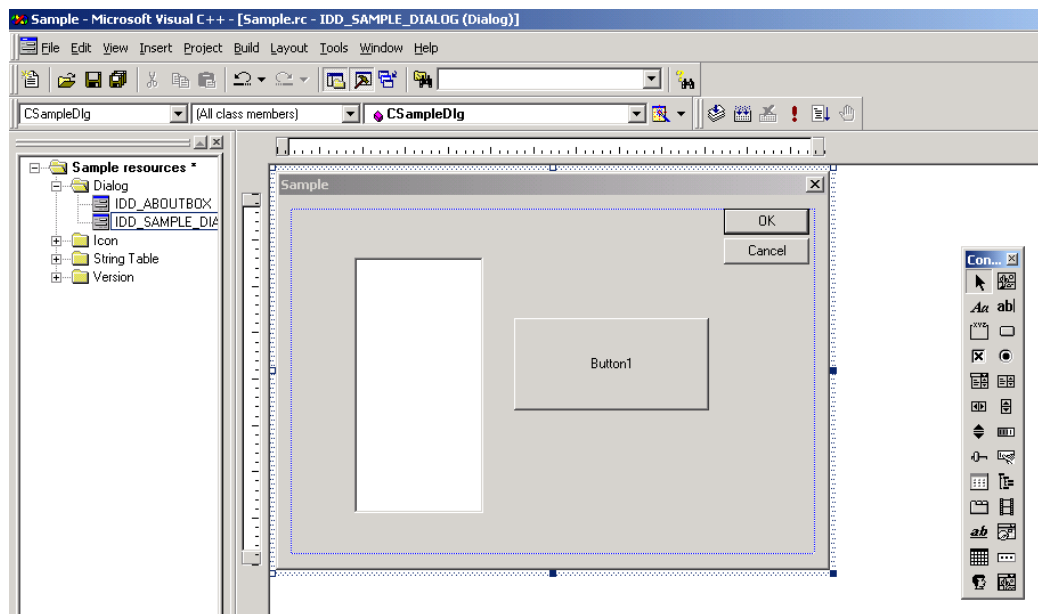 Sample - Microsoft Visual C++ - [Sample.rc - IDD_SAMPLE_DIALOG (Dialog)]
File Edit View Insert Project Build Layout Tools Window Help
CSampleDlg (All class members) CSampleDlg
Sample resources *
Dialog
IDD_ABOUTBOX
IDD_SAMPLE_DIA
Icon
String Table
Version
Sample
OK
Cancel
Button1
Con...
Aa ab|
XYZ
ab